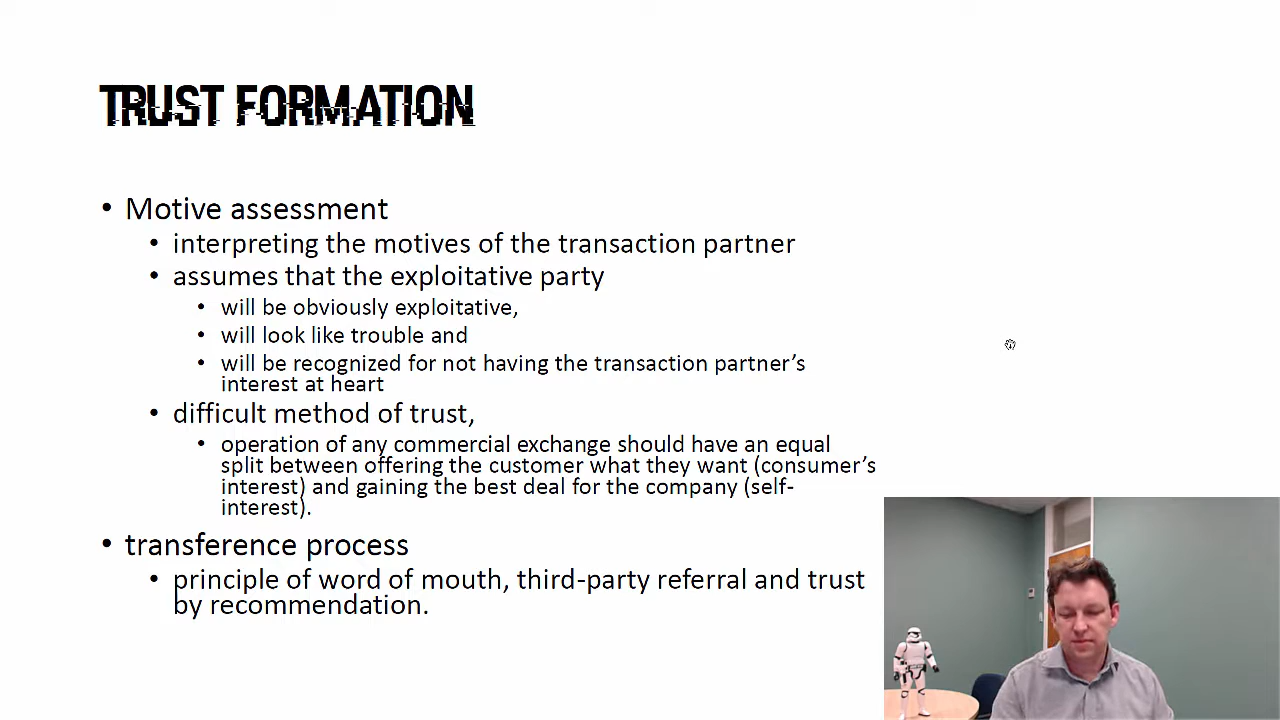 TRUST FORMATION
• Motive assessment
• interpreting the motives of the transaction partner
• assumes that the exploitative party
• will be obviously exploitative,
• will look like trouble and
• will be recognized for not having the transaction partner’s
interest at heart
• difficult method of trust,
• operation of any commercial exchange should have an equal
split between offering the customer what they want (consumer’s
interest) and gaining the best deal for the company (self-
interest).
• transference process
• principle of word of mouth, third-party referral and trust
by recommendation.